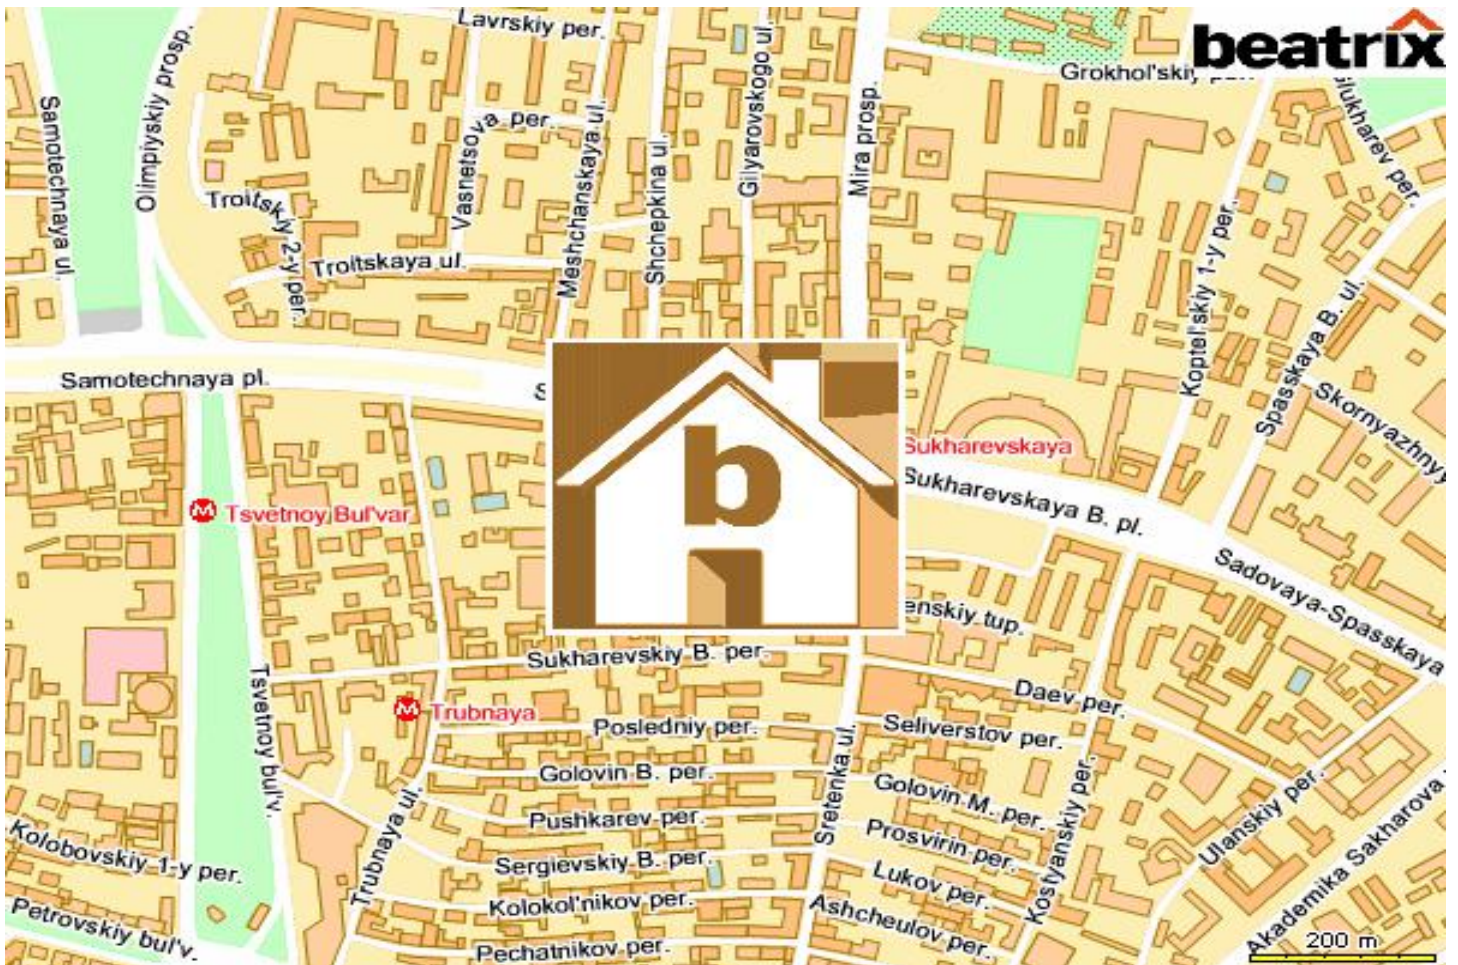 Lavrskiy per.
beatrix
Grokhol'skiy
Glukharev per.
Samotechnaya ul.
Olimpiyskiy prosp.
Vasnetsova per.
Meshchanskaya ul.
Shchepkina ul.
Gilyarovskogo ul.
Mira prosp.
Troitskiy 2-y per.
Troitskaya ul.
Koptel'skiy 1-y per.
Spasskaya B. ul.
Samotechnaya pl.
S
Skornyazhnyy
Sukharevskaya
b
Sukharevskaya B. pl.
M Tsvetnoy Bul'var
Sadovaya-Spasskaya
enskiy tup.
Sukharevskiy B. per.
Daev per.
Tsvetnoy bul'v.
M Trubnaya
Posledniy per.
Seliverstov per.
Golovin B. per.
Golovin M. per.
Sretenka ul.
Kostyanskiy per.
Ulanskiy per.
Akademika Sakharova
Pushkarev per.
Prosvirin per.
Trubnaya ul.
Kolobovskiy 1-y per.
Sergievskiy B. per.
Lukov per.
Kolokol'nikov per.
Ashcheulov per.
Petrovskiy bul'v.
Pechatnikov per.
200 m